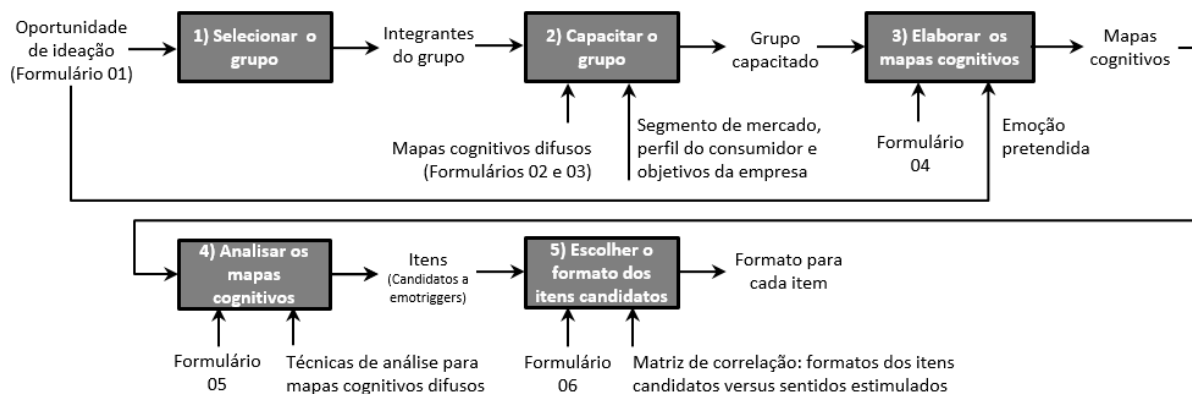 Oportunidade
de ideação
(Formulário 01)
1) Selecionar o
grupo
Integrantes
do grupo
2) Capacitar o
grupo
Grupo
capacitado
3) Elaborar os
mapas cognitivos
Mapas
cognitivos
Mapas cognitivos difusos
(Formulários 02 e 03)
Segmento de mercado,
perfil do consumidor e
objetivos da empresa
Formulário
04
Emoção
pretendida
4) Analisar os
mapas
cognitivos
Itens
(Candidatos a
emotriggers)
5) Escolher o
formato dos
itens candidatos
Formato para
cada item
Formulário
05
Técnicas de análise para
mapas cognitivos difusos
Formulário
06
Matriz de correlação: formatos dos itens
candidatos versus sentidos estimulados